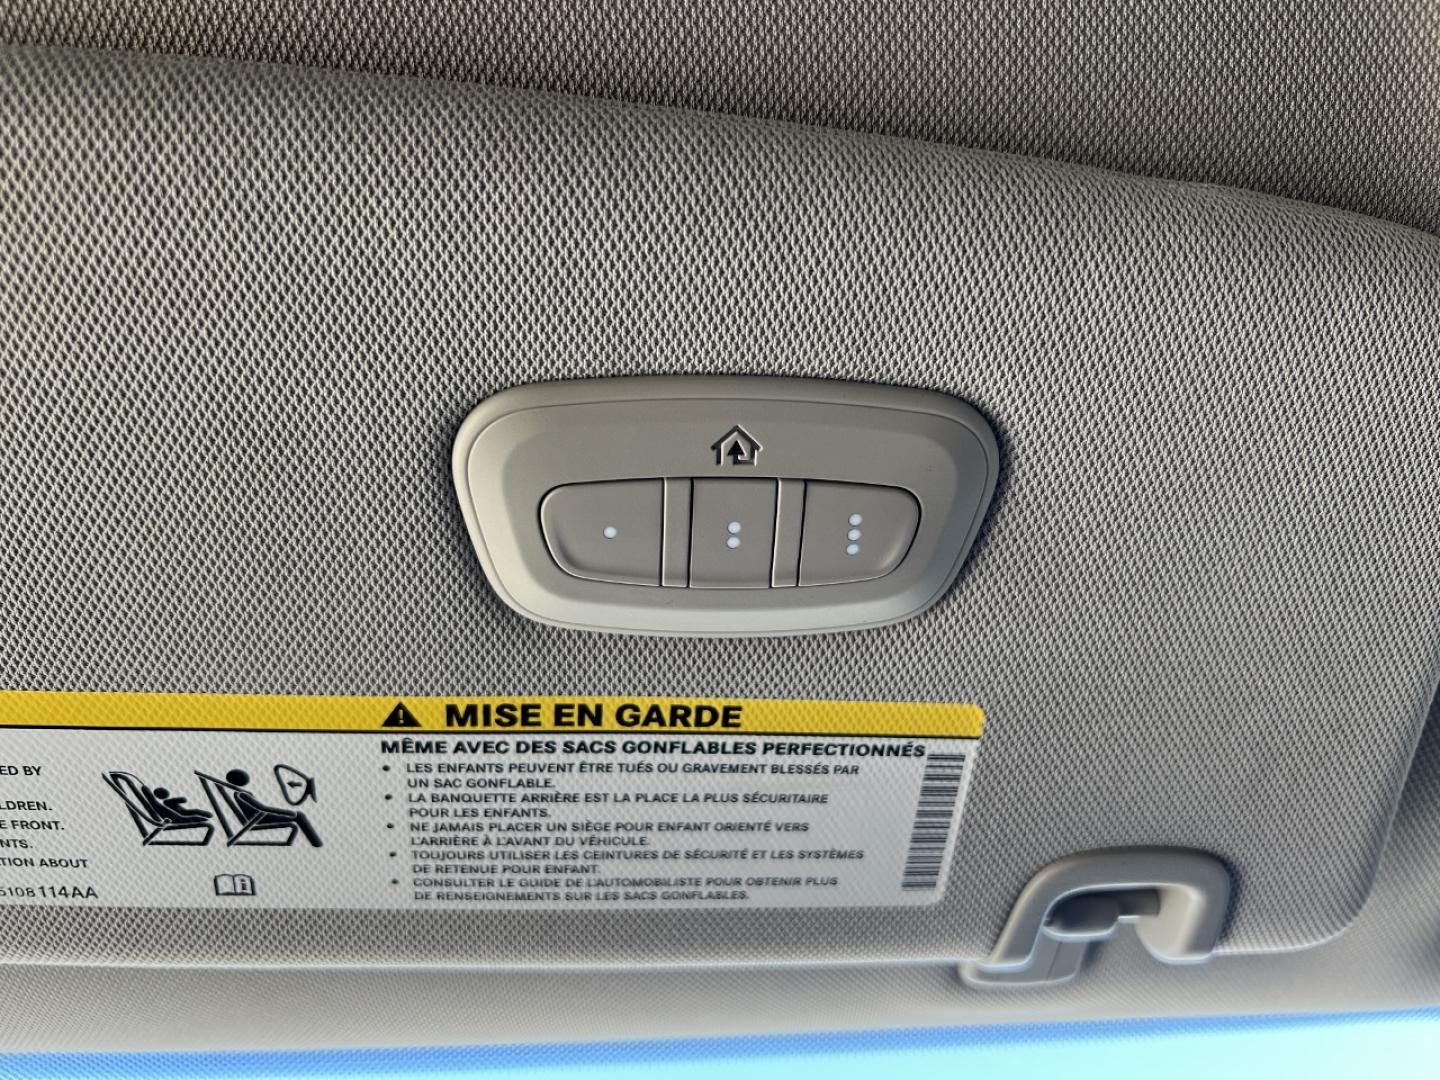 MISE EN GARDE
MÊME AVEC DES SACS GONFLABLES PERFECTIONNÉS
• LES ENFANTS PEUVENT ÊTRE TUÉS OU GRAVEMENT BLESSÉS PAR
UN SAC GONFLABLE.
• LA BANQUETTE ARRIÈRE EST LA PLACE LA PLUS SÉCURITAIRE
POUR LES ENFANTS.
• NE JAMAIS PLACER UN SIÈGE POUR ENFANT ORIENTÉ VERS
L'ARRIÈRE À L'AVANT DU VÉHICULE.
• TOUJOURS UTILISER LES CEINTURES DE SÉCURITÉ ET LES SYSTÈMES
DE RETENUE POUR ENFANT.
• CONSULTER LE GUIDE DE L'AUTOMOBILISTE POUR OBTENIR PLUS
DE RENSEIGNEMENTS SUR LES SACS GONFLABLES.
ED BY
LDREN.
E FRONT.
NTS.
TION ABOUT
5108114AA